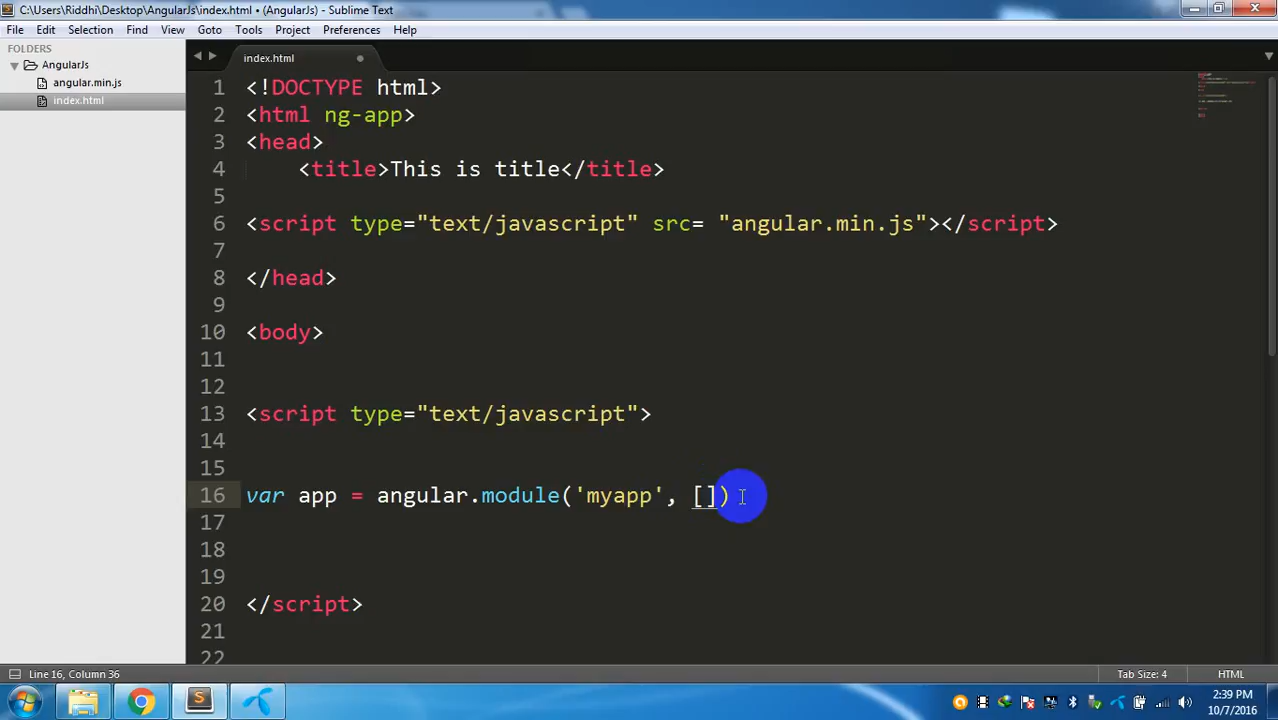 C:\Users\Riddhi\Desktop\AngularJs\index.html • (AngularJs) - Sublime Text
File Edit Selection Find View Goto Tools Project Preferences Help
FOLDERS
AngularJs
angular.min.js
index.html
index.html
1 <!DOCTYPE html>
2 <html ng-app>
3 <head>
4 <title>This is title</title>
5
6 <script type="text/javascript" src= "angular.min.js"></script>
7
8 </head>
9
10 <body>
11
12
13 <script type="text/javascript">
14
15
16 var app = angular.module('myapp', [])
17
18
19
20 </script>
21
22
Line 16, Column 36
Tab Size: 4
HTML
2:39 PM
10/7/2016